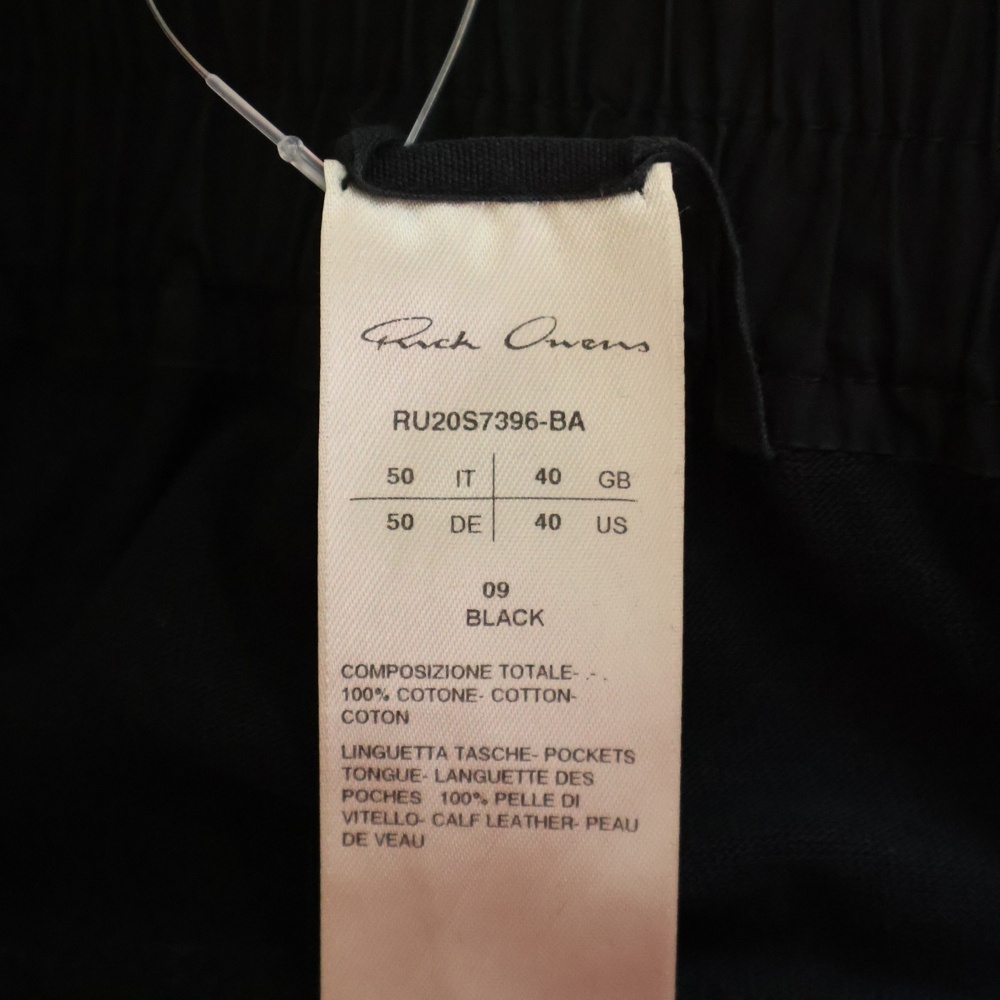 Rick Owens
RU20S7396-BA
50 IT 40 GB
50 DE 40 US
09
BLACK
COMPOSIZIONE TOTALE- .- .
100% COTONE- COTTON-
COTON
LINGUETTA TASCHE- POCKETS
TONGUE- LANGUETTE DES
POCHES 100% PELLE DI
VITELLO- CALF LEATHER- PEAU
DE VEAU